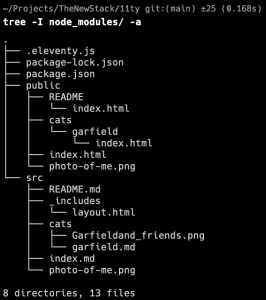 ~/Projects/TheNewStack/11ty git:(main) ±25 (0.168s)
tree -I node_modules/ -a
.
├── .eleventy.js
├── package-lock.json
├── package.json
├── public
│   ├── README
│   │   └── index.html
│   ├── cats
│   │   └── garfield
│   │       └── index.html
│   ├── index.html
│   └── photo-of-me.png
└── src
    ├── README.md
    ├── _includes
    │   └── layout.html
    ├── cats
    │   ├── Garfieldand_friends.png
    │   └── garfield.md
    ├── index.md
    └── photo-of-me.png
8 directories, 13 files